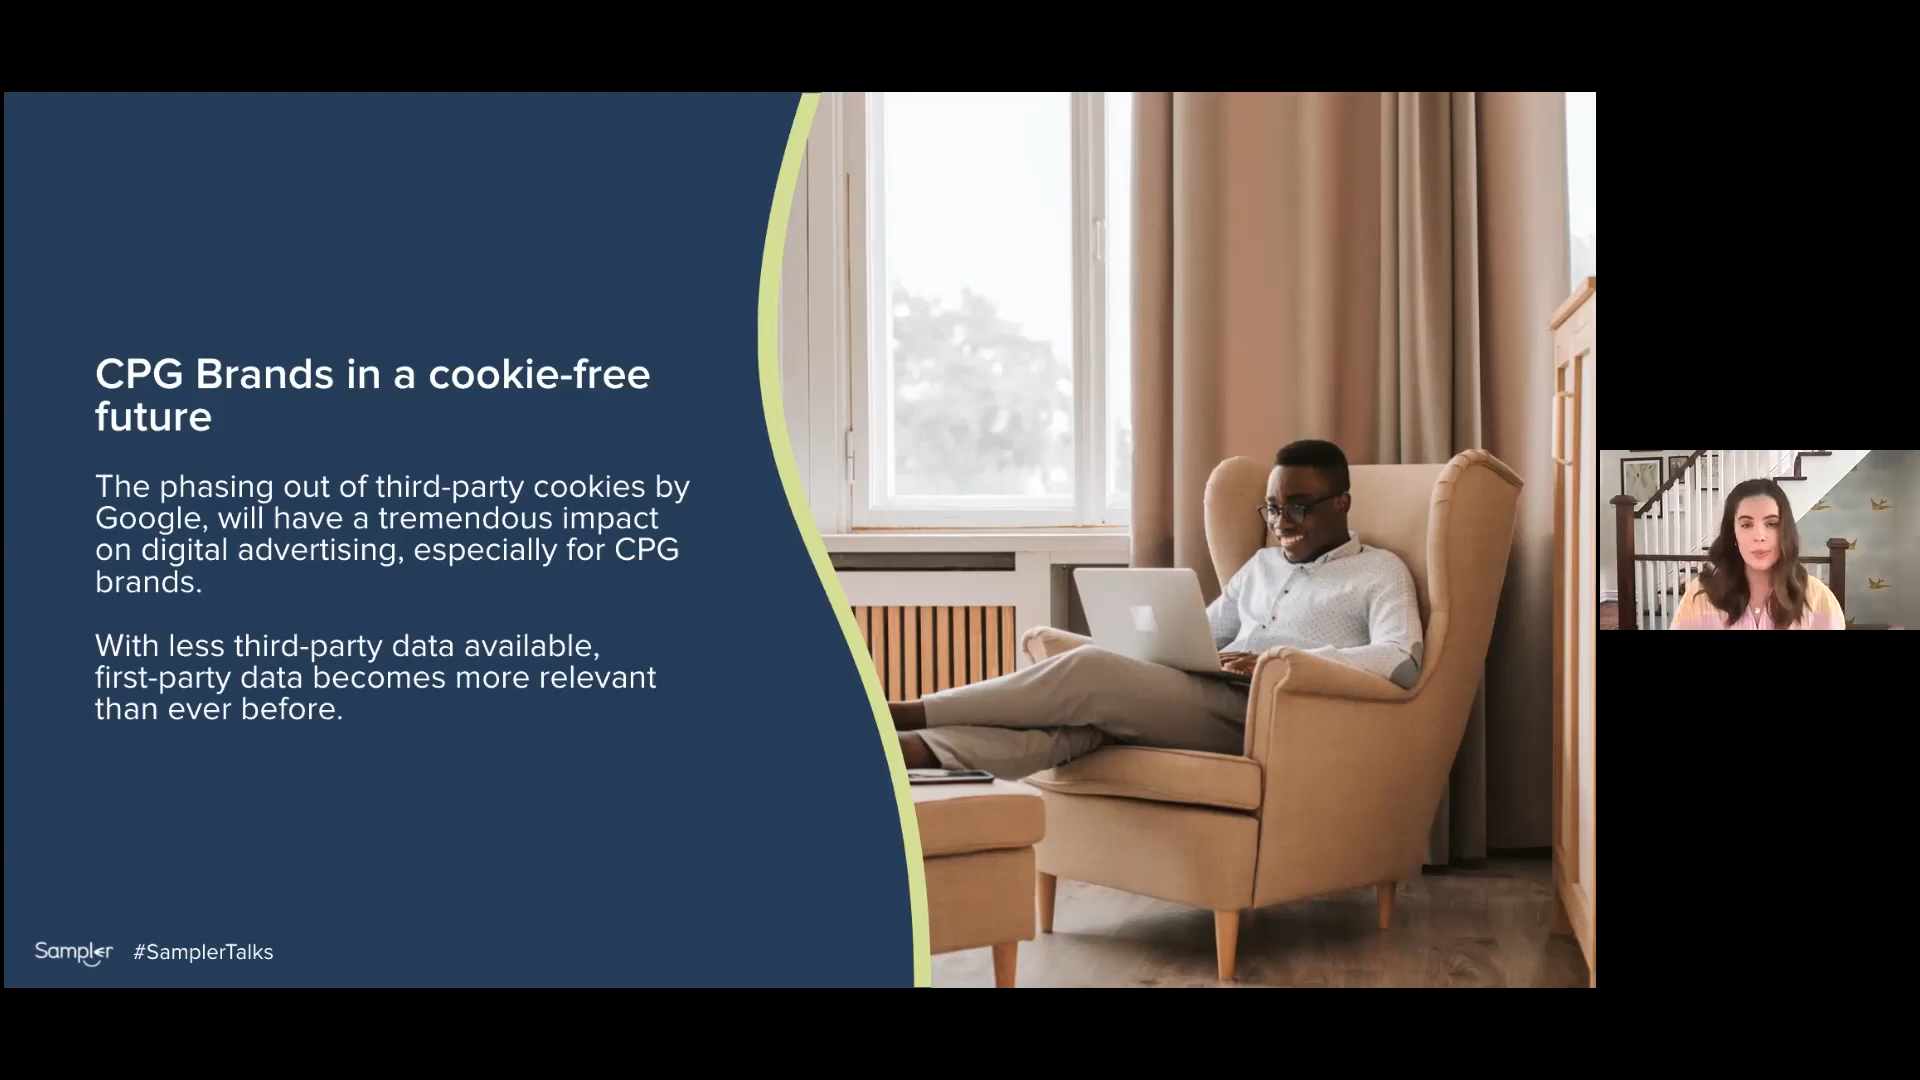 CPG Brands in a cookie-free
future
The phasing out of third-party cookies by
Google, will have a tremendous impact
on digital advertising, especially for CPG
brands.
With less third-party data available,
first-party data becomes more relevant
than ever before.
Sampler #SamplerTalks